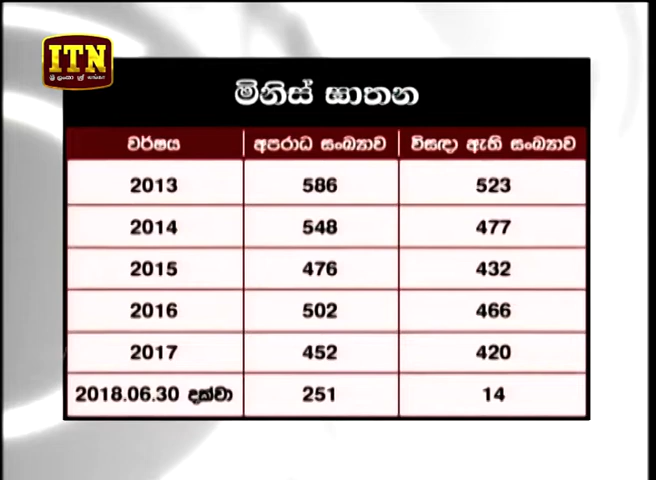 ITN
ශ්‍රී ලංකා ත්‍රී තාරකා
මිනිස් ඝාතන
වර්ෂය අපරාධ සංඛ්‍යාව විසඳා ඇති සංඛ්‍යාව
2013 586 523
2014 548 477
2015 476 432
2016 502 466
2017 452 420
2018.06.30 දක්වා 251 14